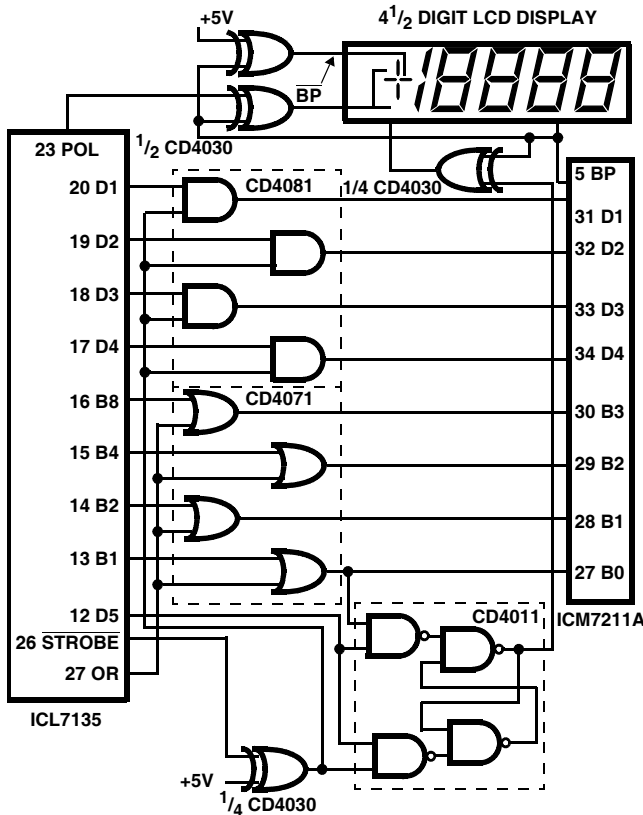 +5V
4 1/2 DIGIT LCD DISPLAY
BP
23 POL
1/2 CD4030
20 D1
CD4081
1/4 CD4030
5 BP
31 D1
19 D2
32 D2
18 D3
33 D3
17 D4
34 D4
16 B8
CD4071
30 B3
15 B4
29 B2
14 B2
28 B1
13 B1
27 B0
12 D5
CD4011
ICM7211A
26 STROBE
27 OR
ICL7135
+5V
1/4 CD4030